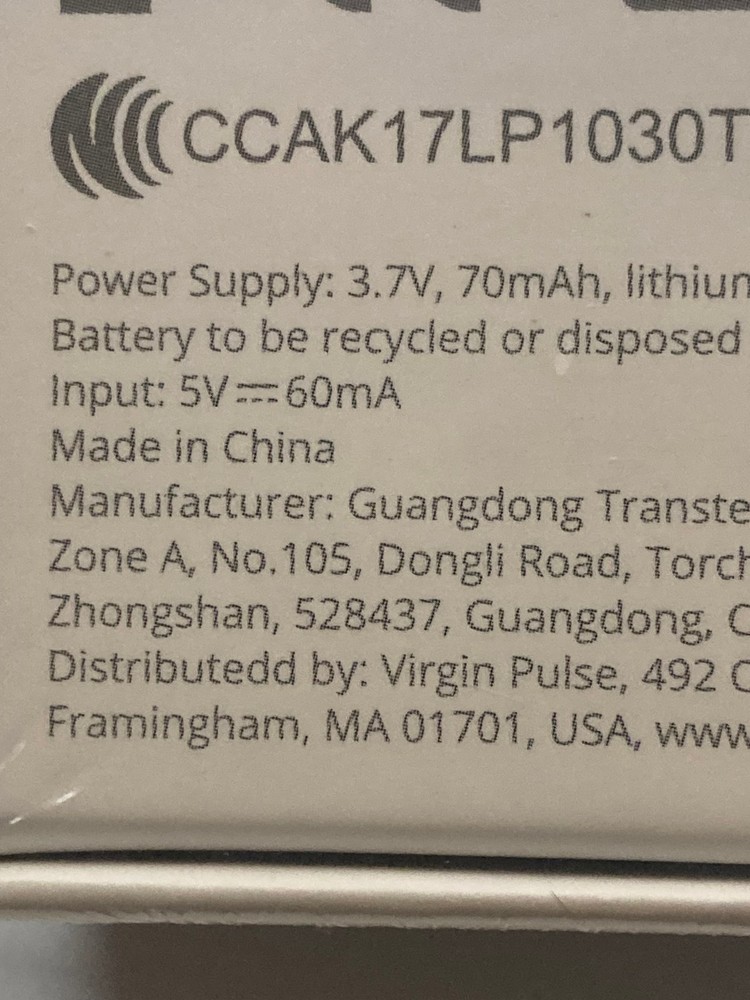 CCAK17LP1030T
Power Supply: 3.7V, 70mAh, lithium
Battery to be recycled or disposed
Input: 5V⎓60mA
Made in China
Manufacturer: Guangdong Transte
Zone A, No.105, Dongli Road, Torch
Zhongshan, 528437, Guangdong, C
Distributedd by: Virgin Pulse, 492 C
Framingham, MA 01701, USA, www